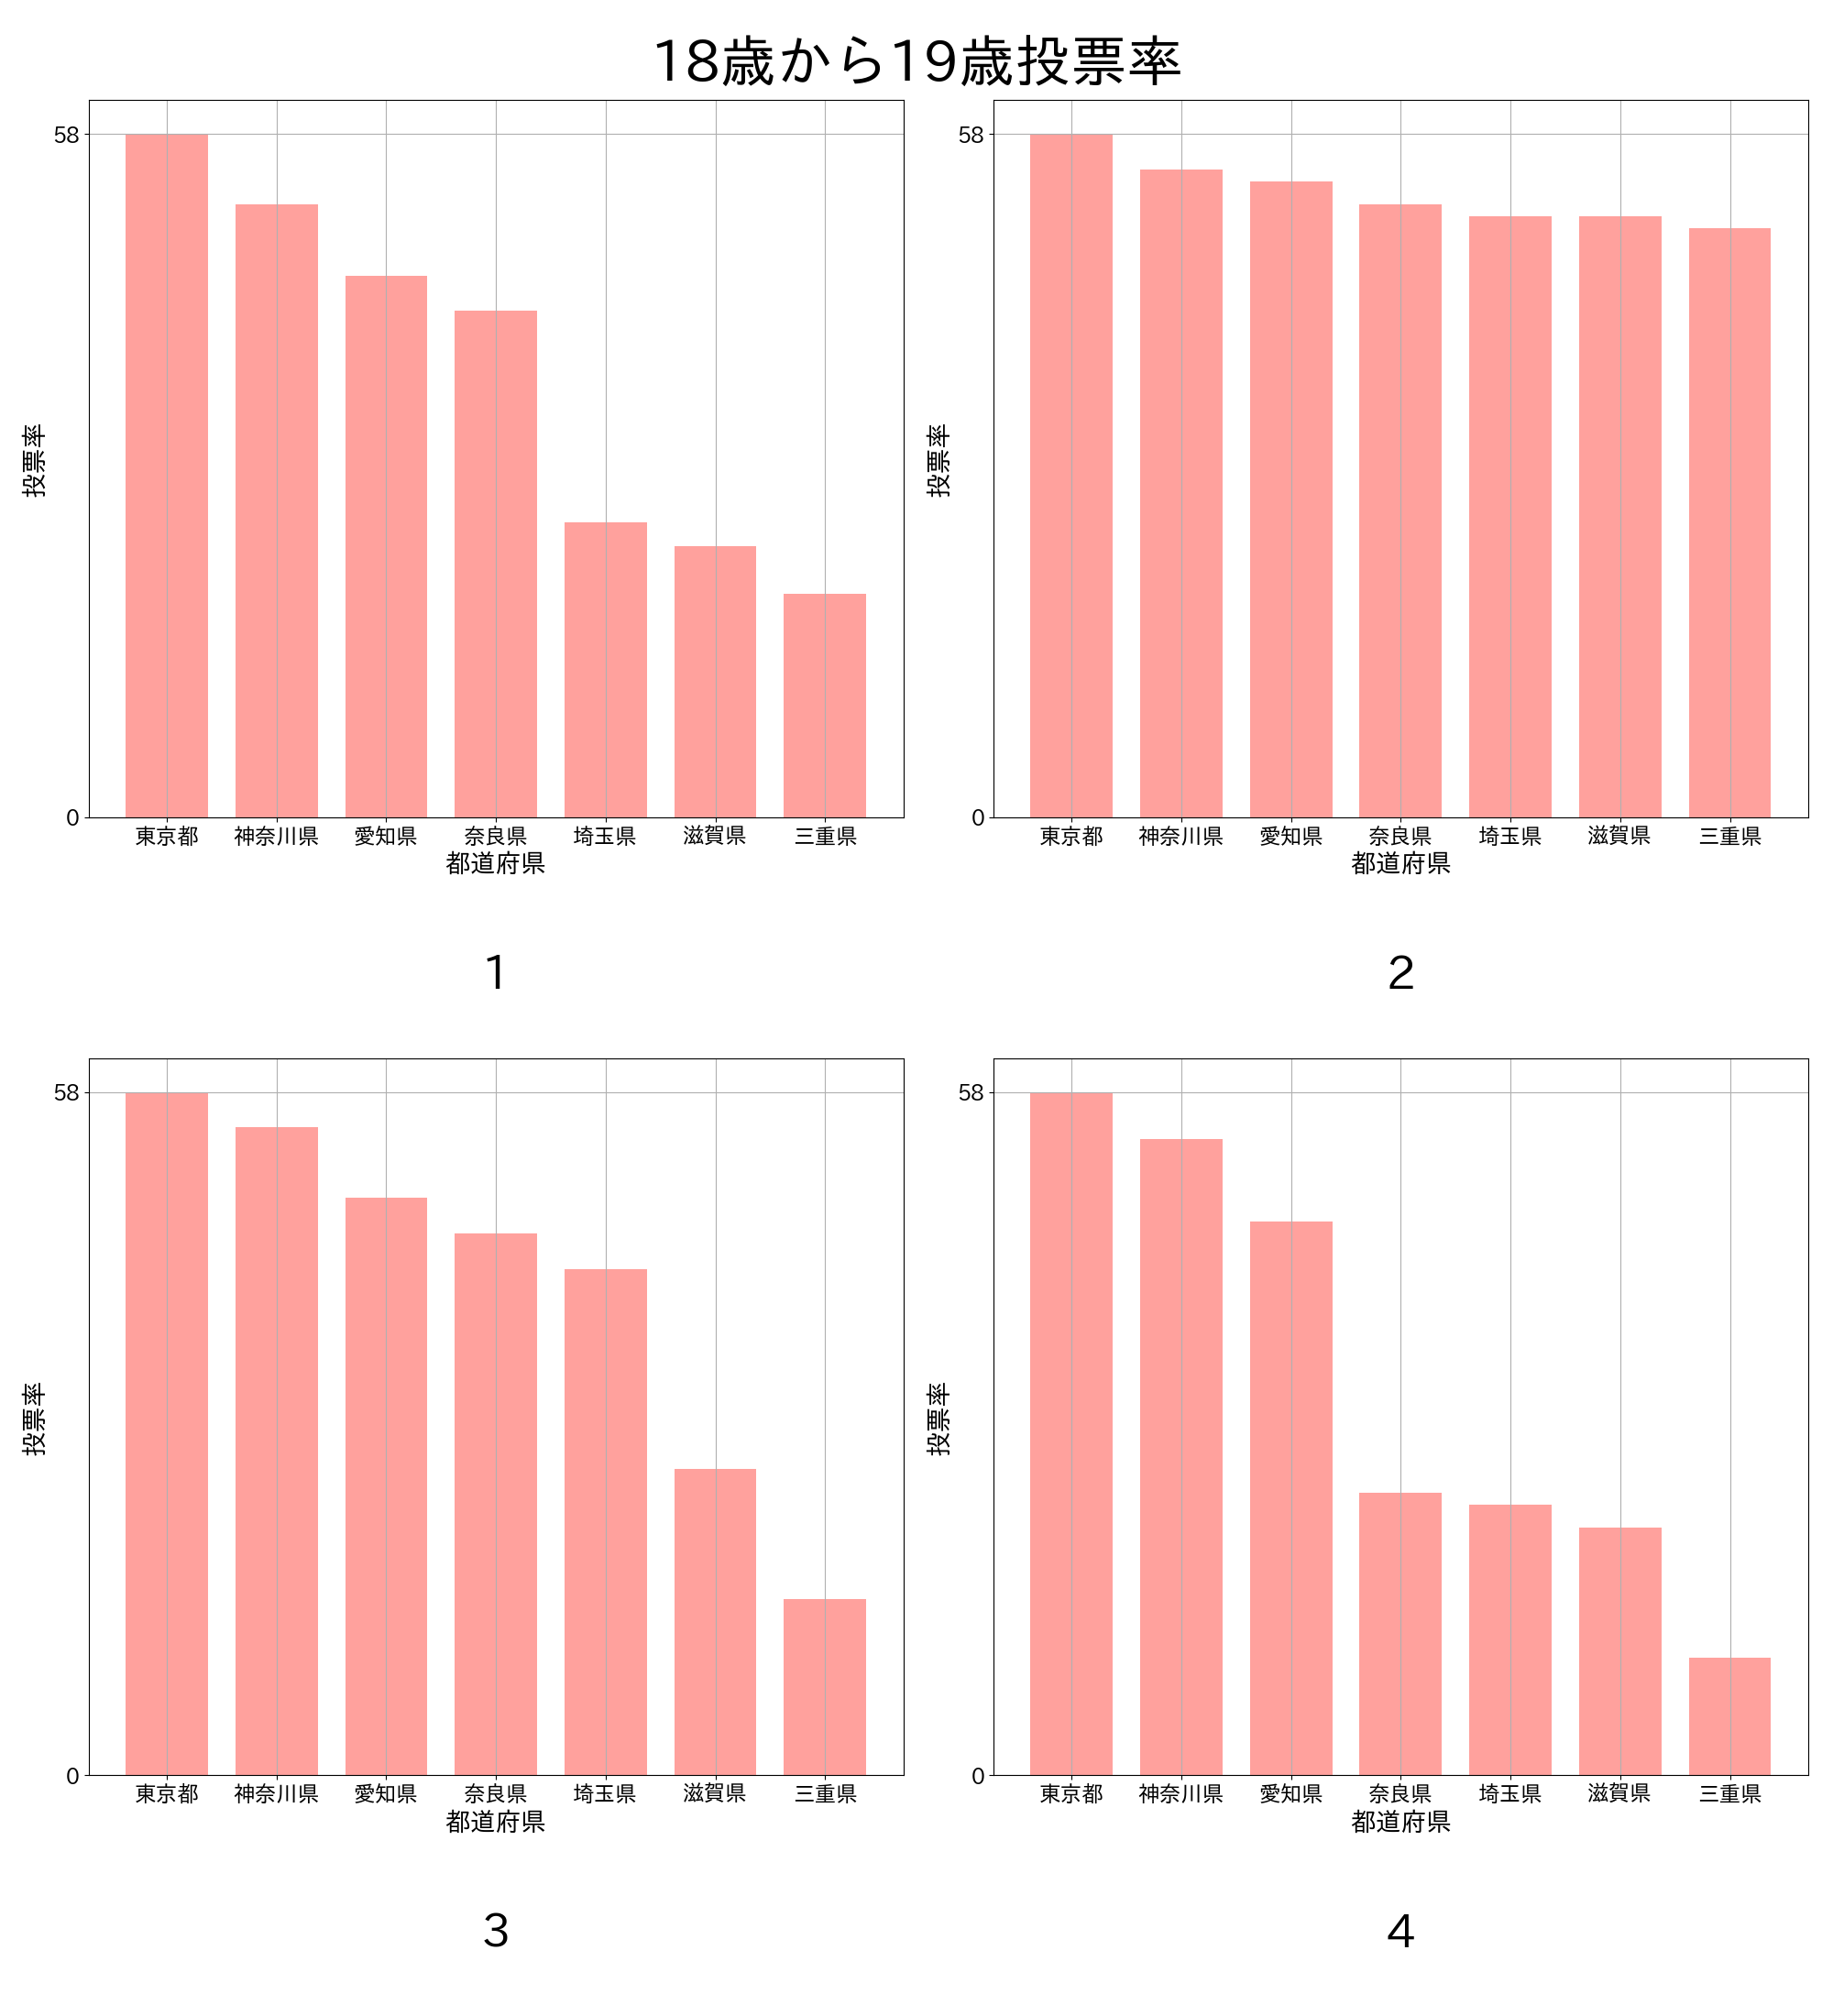 18歳から19歳投票率
58
0
投票率
東京都 神奈川県 愛知県 奈良県 埼玉県 滋賀県 三重県
都道府県
1
58
0
投票率
東京都 神奈川県 愛知県 奈良県 埼玉県 滋賀県 三重県
都道府県
2
58
0
投票率
東京都 神奈川県 愛知県 奈良県 埼玉県 滋賀県 三重県
都道府県
3
58
0
投票率
東京都 神奈川県 愛知県 奈良県 埼玉県 滋賀県 三重県
都道府県
4